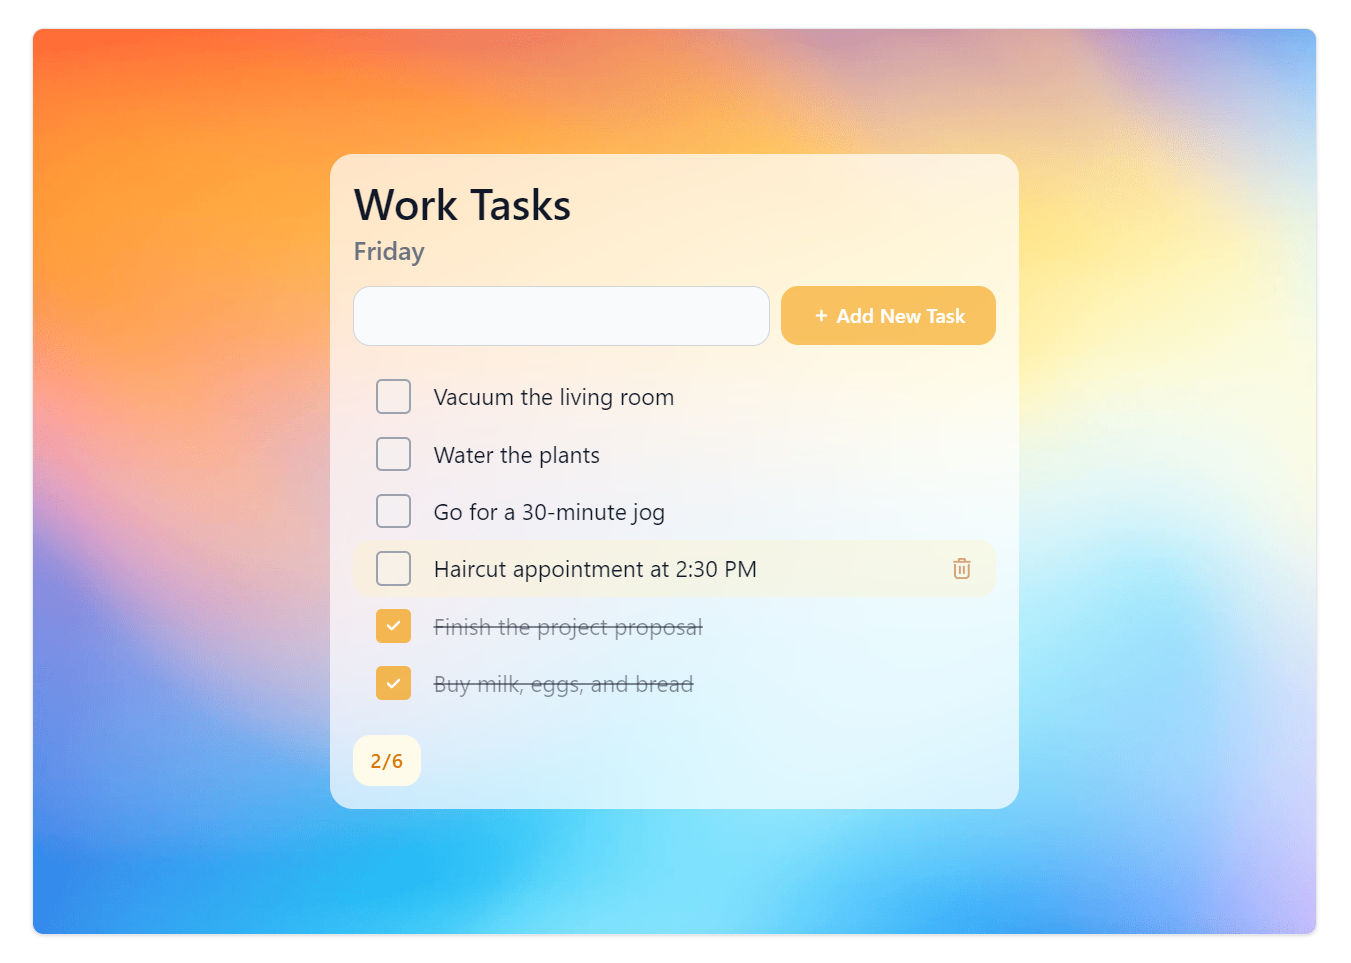 Work Tasks
Friday
+ Add New Task
Vacuum the living room
Water the plants
Go for a 30-minute jog
Haircut appointment at 2:30 PM
Finish the project proposal
Buy milk, eggs, and bread
2/6